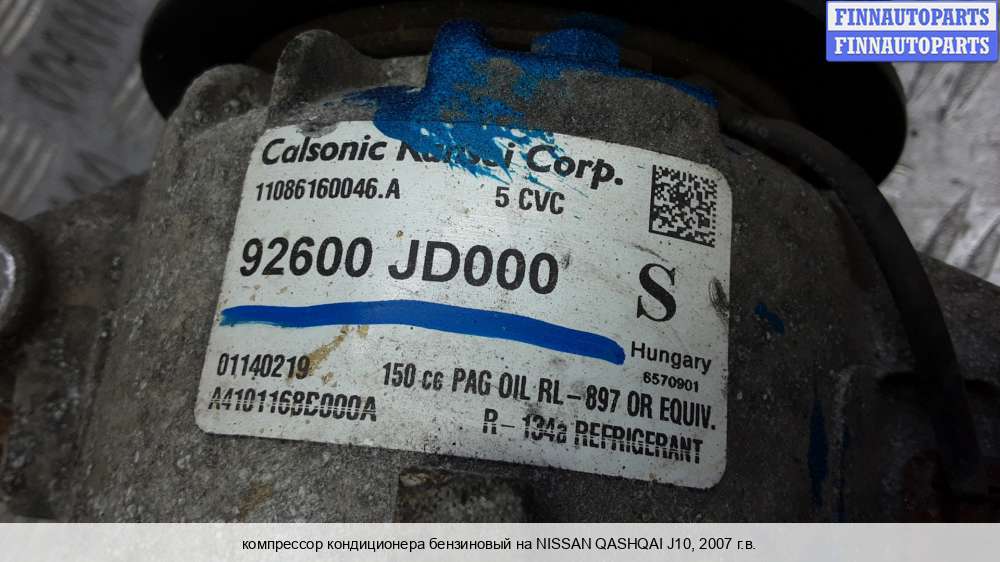 FINNAUTOPARTS
FINNAUTOPARTS
Calsonic Kansei Corp.
11086160046.A 5 CVC
92600 JD000 S
Hungary
6570901
01140219 150 cc PAG OIL RL-897 OR EQUIV.
R-134a REFRIGERANT
компрессор кондиционера бензиновый на NISSAN QASHQAI J10, 2007 г.в.